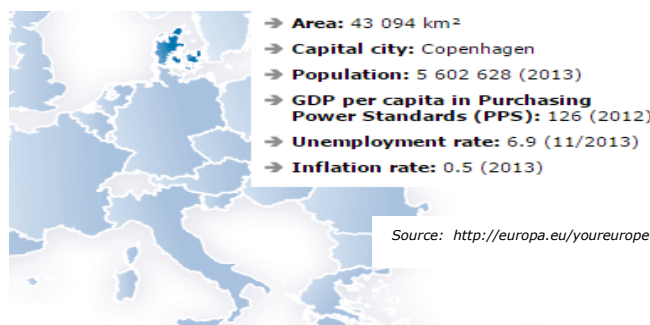 → Area: 43 094 km²
→ Capital city: Copenhagen
→ Population: 5 602 628 (2013)
→ GDP per capita in Purchasing
Power Standards (PPS): 126 (2012)
→ Unemployment rate: 6.9 (11/2013)
→ Inflation rate: 0.5 (2013)
Source: http://europa.eu/youreurope